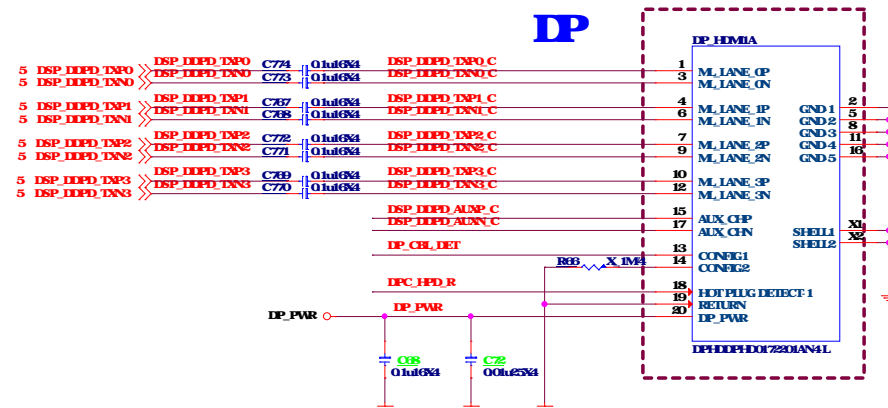 DP
DP_HDMI1A
5 DSP_DDPD_TXP0 DSP_DDPD_TXP0 C774 0.1u16X4 DSP_DDPD_TXP0_C 1 ML_LANE_0P
5 DSP_DDPD_TXN0 DSP_DDPD_TXN0 C773 0.1u16X4 DSP_DDPD_TXN0_C 3 ML_LANE_0N
5 DSP_DDPD_TXP1 DSP_DDPD_TXP1 C767 0.1u16X4 DSP_DDPD_TXP1_C 4 ML_LANE_1P GND1 2
5 DSP_DDPD_TXN1 DSP_DDPD_TXN1 C768 0.1u16X4 DSP_DDPD_TXN1_C 6 ML_LANE_1N GND2 5
GND3 8
5 DSP_DDPD_TXP2 DSP_DDPD_TXP2 C772 0.1u16X4 DSP_DDPD_TXP2_C 7 ML_LANE_2P GND4 11
5 DSP_DDPD_TXN2 DSP_DDPD_TXN2 C771 0.1u16X4 DSP_DDPD_TXN2_C 9 ML_LANE_2N GND5 16
5 DSP_DDPD_TXP3 DSP_DDPD_TXP3 C769 0.1u16X4 DSP_DDPD_TXP3_C 10 ML_LANE_3P
5 DSP_DDPD_TXN3 DSP_DDPD_TXN3 C770 0.1u16X4 DSP_DDPD_TXN3_C 12 ML_LANE_3N
DSP_DDPD_AUXP_C 15 AUX_CHP
DSP_DDPD_AUXN_C 17 AUX_CHN SHELL1 X1
SHELL2 X2
DP_CBL_DET 13 CONFIG1
R66 X_1M/4 14 CONFIG2
DPC_HPD_R 18 HOT PLUG DETECT-1
19 RETURN
DP_PWR DP_PWR 20 DP_PWR
C68 C72
0.1u16X4 0.01u25X4
DPHDDPHD0172201AN4-L